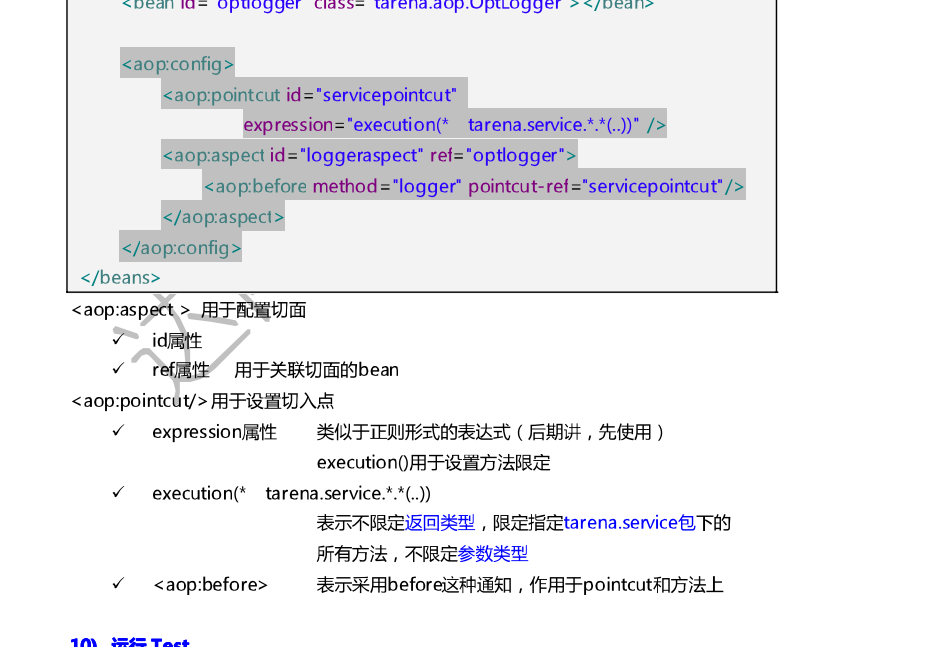 <bean id="optlogger" class="tarena.aop.OptLogger"></bean>
<aop:config>
<aop:pointcut id="servicepointcut"
expression="execution(* tarena.service.*.*(..))" />
<aop:aspect id="loggeraspect" ref="optlogger">
<aop:before method="logger" pointcut-ref="servicepointcut"/>
</aop:aspect>
</aop:config>
</beans>
<aop:aspect > 用于配置切面
✓ id属性
✓ ref属性 用于关联切面的bean
<aop:pointcut/>用于设置切入点
✓ expression属性 类似于正则形式的表达式（后期讲，先使用）
execution()用于设置方法限定
✓ execution(* tarena.service.*.*(..))
表示不限定返回类型，限定指定tarena.service包下的
所有方法，不限定参数类型
✓ <aop:before> 表示采用before这种通知，作用于pointcut和方法上
10) 运行 Test